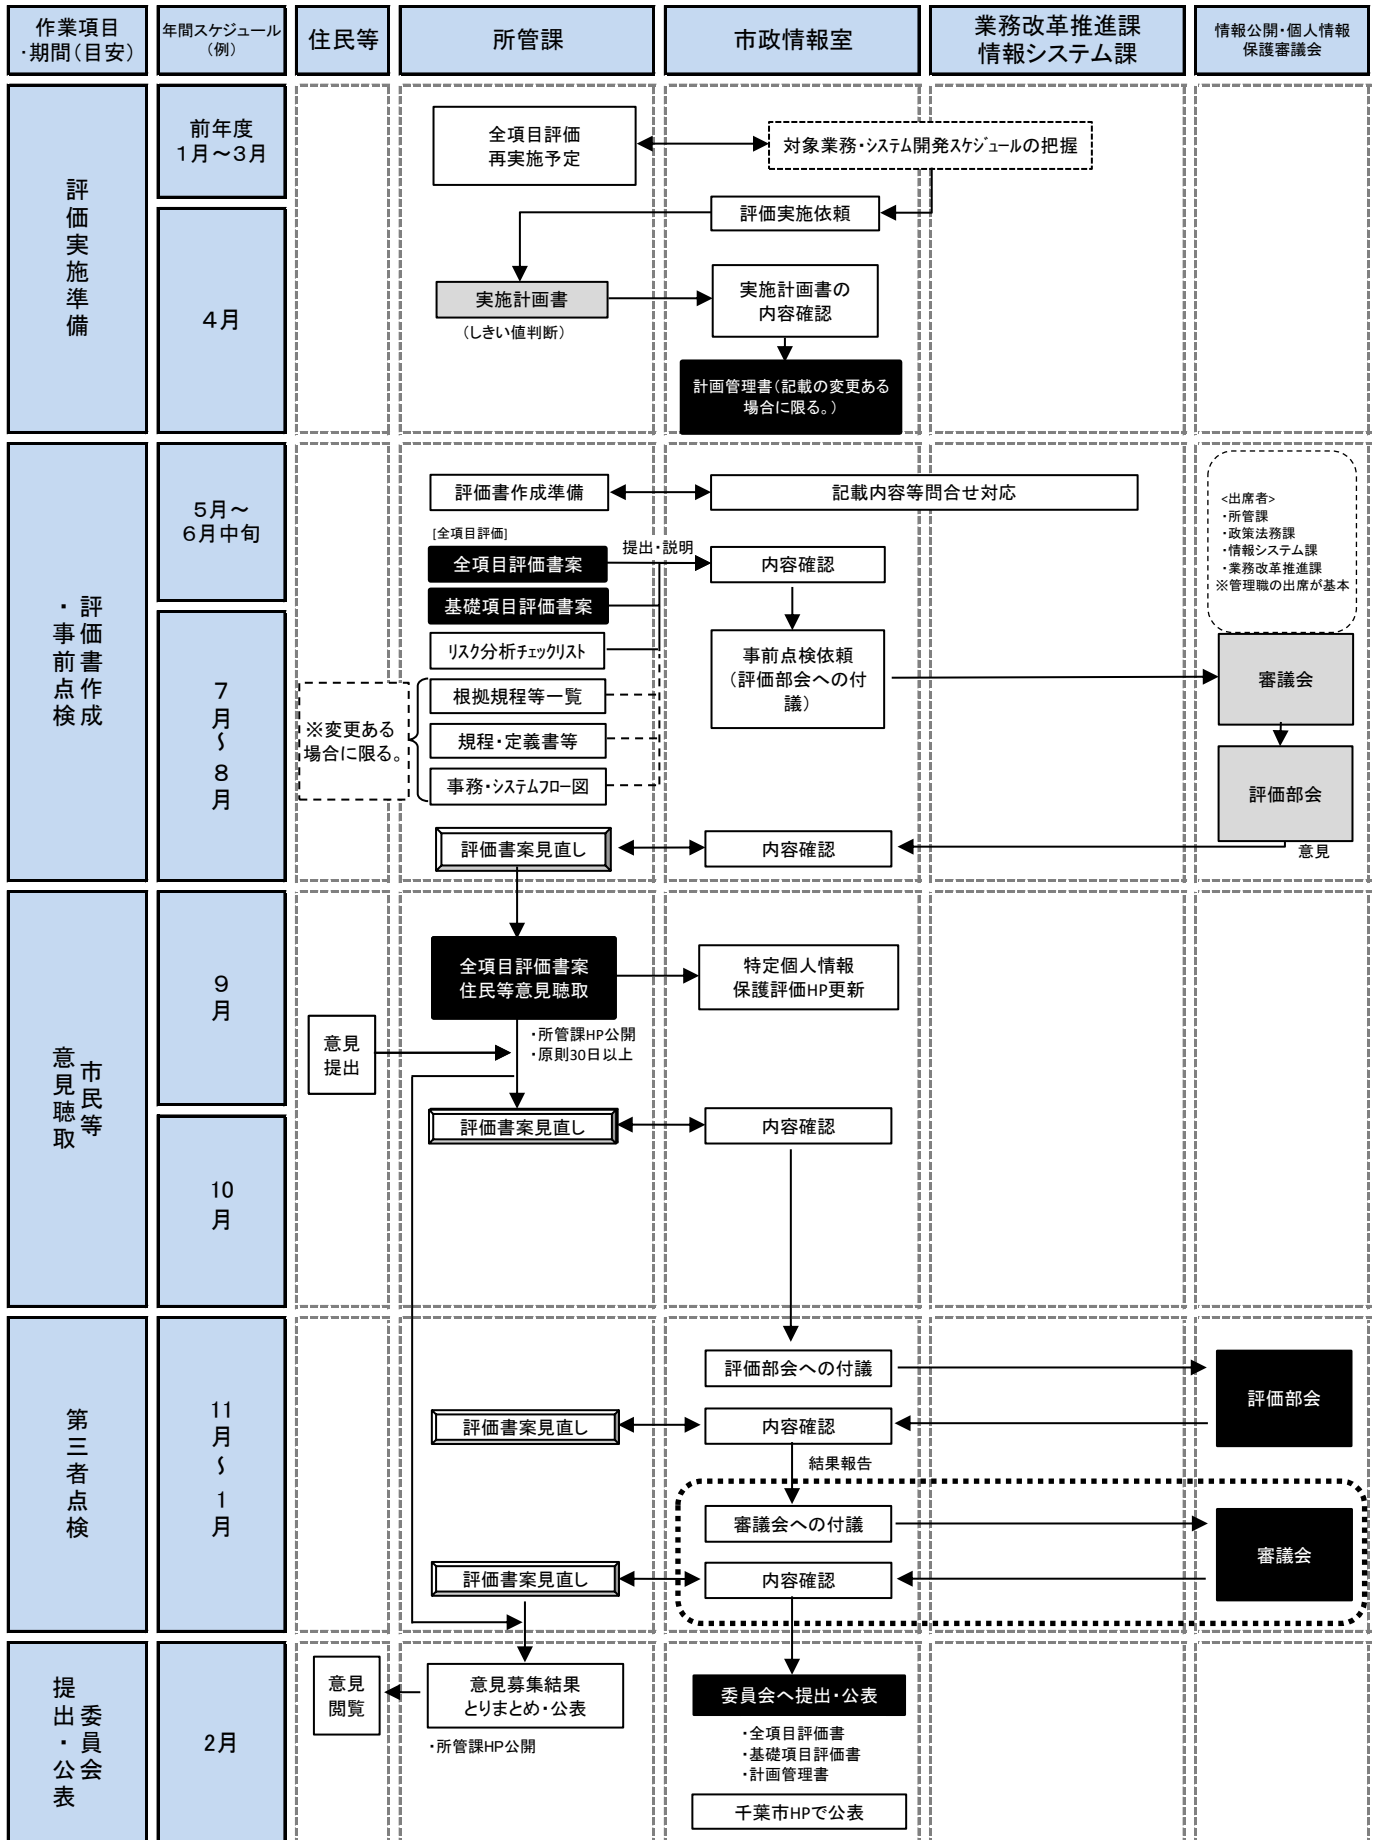 作業項目
・期間（目安）
年間スケジュール
（例）
住民等
所管課
市政情報室
業務改革推進課
情報システム課
情報公開・個人情報
保護審議会
評価実施準備
前年度
１月～３月
全項目評価
再実施予定
対象業務・システム開発スケジュールの把握
４月
評価実施依頼
実施計画書
（しきい値判断）
実施計画書の
内容確認
計画管理書（記載の変更ある
場合に限る。）
評価書作成
・事前点検
５月～
６月中旬
評価書作成準備
記載内容等問合せ対応
<出席者>
・所管課
・政策法務課
・情報システム課
・業務改革推進課
※管理職の出席が基本
[全項目評価]
全項目評価書案
提出・説明
内容確認
基礎項目評価書案
７
月
～
８
月
リスク分析チェックリスト
事前点検依頼
（評価部会への付
議）
審議会
※変更ある
場合に限る。
根拠規程等一覧
規程・定義書等
事務・システムフロー図
評価部会
評価書案見直し
内容確認
意見
市民等
意見聴取
９
月
全項目評価書案
住民等意見聴取
特定個人情報
保護評価HP更新
意見
提出
・所管課HP公開
・原則30日以上
評価書案見直し
内容確認
10
月
第三者点検
11
月
～
１
月
評価部会への付議
評価部会
評価書案見直し
内容確認
結果報告
審議会への付議
審議会
評価書案見直し
内容確認
委員会
提出・公表
2月
意見
閲覧
意見募集結果
とりまとめ・公表
・所管課HP公開
委員会へ提出・公表
・全項目評価書
・基礎項目評価書
・計画管理書
千葉市HPで公表